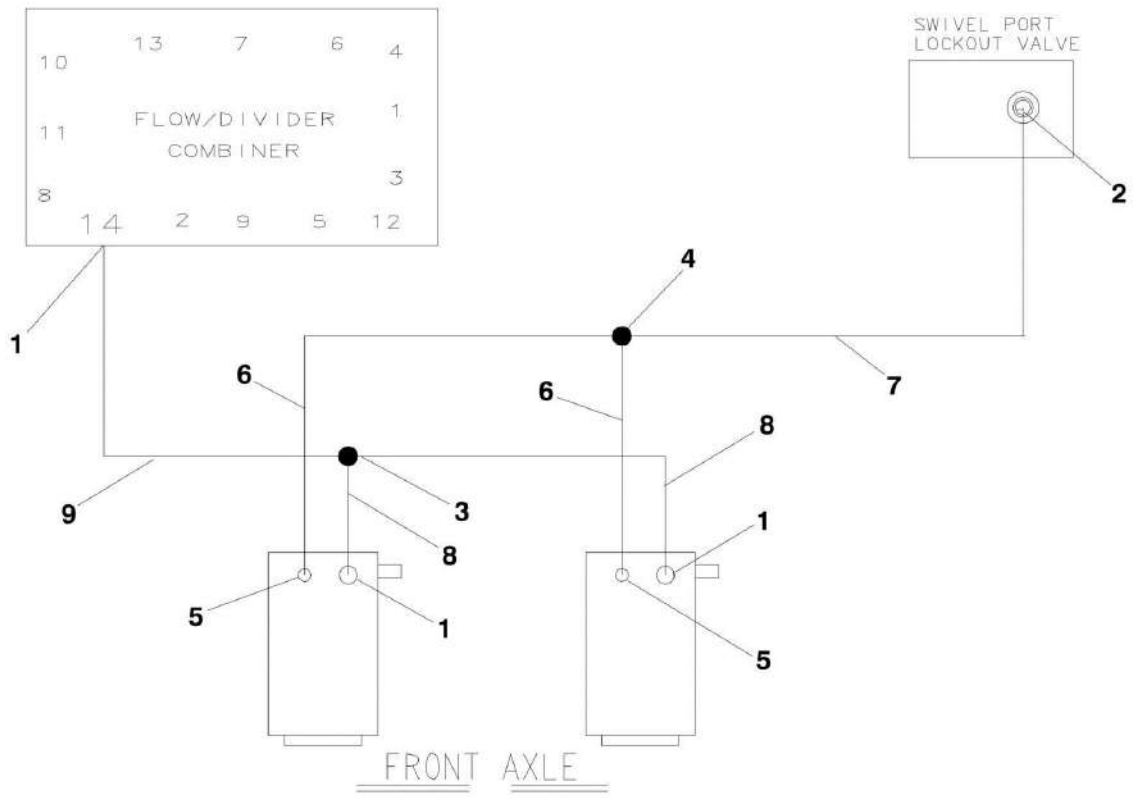 SWIVEL PORT
LOCKOUT VALVE
13 7 6 4
10
1
FLOW/DIVIDER
11
COMBINER
3
8
14 2 9 5 12
2
4
1
6
6
7
8
9
3
8
1
5
1
5
FRONT AXLE